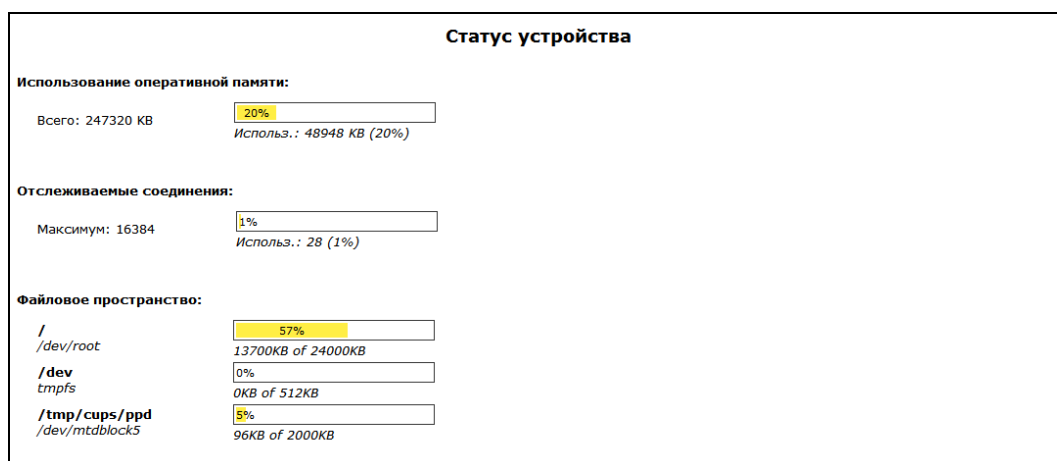 Статус устройства
Использование оперативной памяти:
Всего: 247320 KB
20%
Использ.: 48948 KB (20%)
Отслеживаемые соединения:
Максимум: 16384
1%
Использ.: 28 (1%)
Файловое пространство:
/
57%
/dev/root
13700KB of 24000KB
/dev
0%
tmpfs
0KB of 512KB
/tmp/cups/ppd
5%
/dev/mtdblock5
96KB of 2000KB